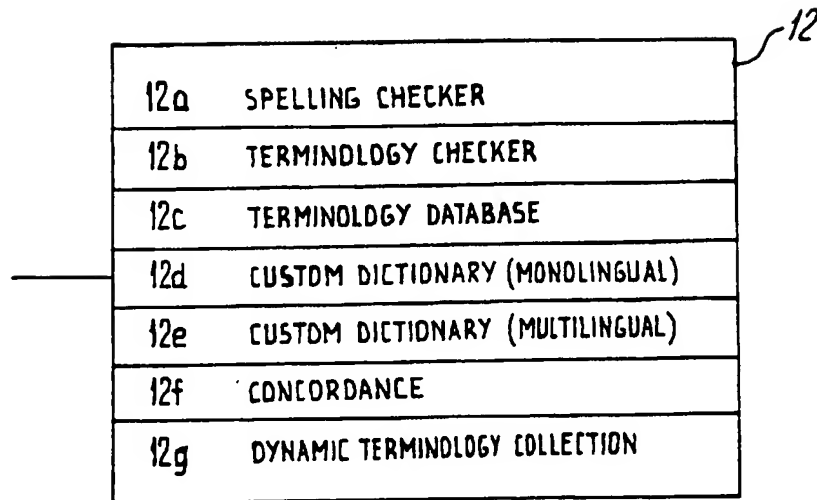 12
12a SPELLING CHECKER
12b TERMINOLOGY CHECKER
12c TERMINOLOGY DATABASE
12d CUSTOM DICTIONARY (MONOLINGUAL)
12e CUSTOM DICTIONARY (MULTILINGUAL)
12f CONCORDANCE
12g DYNAMIC TERMINOLOGY COLLECTION